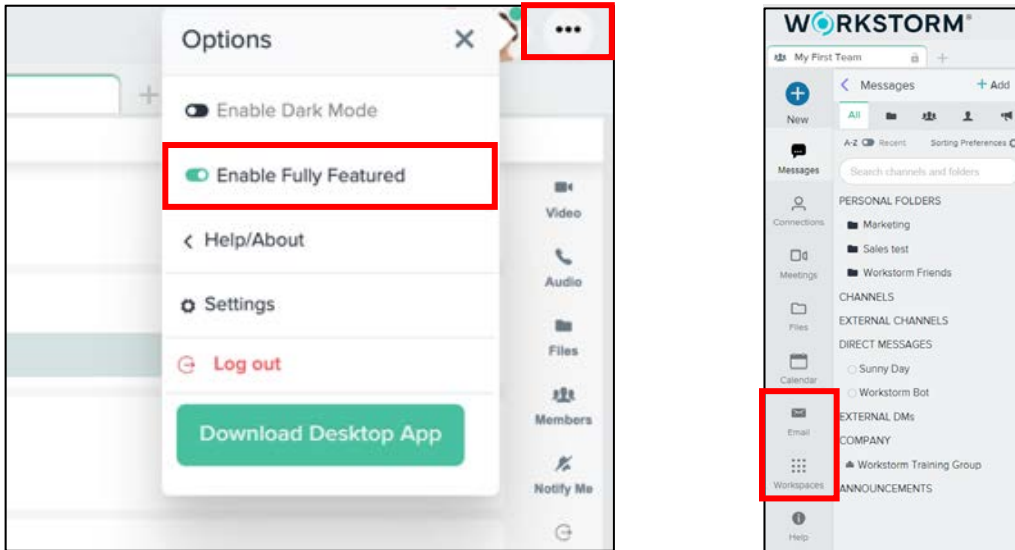 Options
Enable Dark Mode
Enable Fully Featured
Help/About
Settings
Log out
Download Desktop App
Video
Audio
Files
Members
Notify Me
WORKSTORM®
My First Team
New
Messages
Connections
Meetings
Files
Calendar
Email
Workspaces
Help
Messages + Add
All
A-Z Recent Sorting Preferences
Search channels and folders
PERSONAL FOLDERS
Marketing
Sales test
Workstorm Friends
CHANNELS
EXTERNAL CHANNELS
DIRECT MESSAGES
Sunny Day
Workstorm Bot
EXTERNAL DMs
COMPANY
Workstorm Training Group
ANNOUNCEMENTS